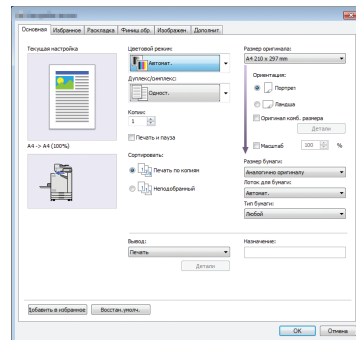 Основная Избранное Раскладка Финиш.обр. Изображен. Дополнит.
Текущая настройка
A4 -> A4 (100%)
Цветовой режим:
Автомат.
Дуплекс/симплекс:
Одност.
Копии:
1
Печать и пауза
Сортировать:
Печать по копиям
Неподобранный
Вывод:
Печать
Детали
Размер оригинала:
A4 210 x 297 mm
Ориентация:
Портрет
Ландша
Оригинал комб. размера
Детали
Масштаб 100 %
Размер бумаги:
Аналогично оригиналу
Лоток для бумаги:
Автомат.
Тип бумаги:
Любой
Назначение:
Добавить в избранное Восстан.умолч.
OK Отмена